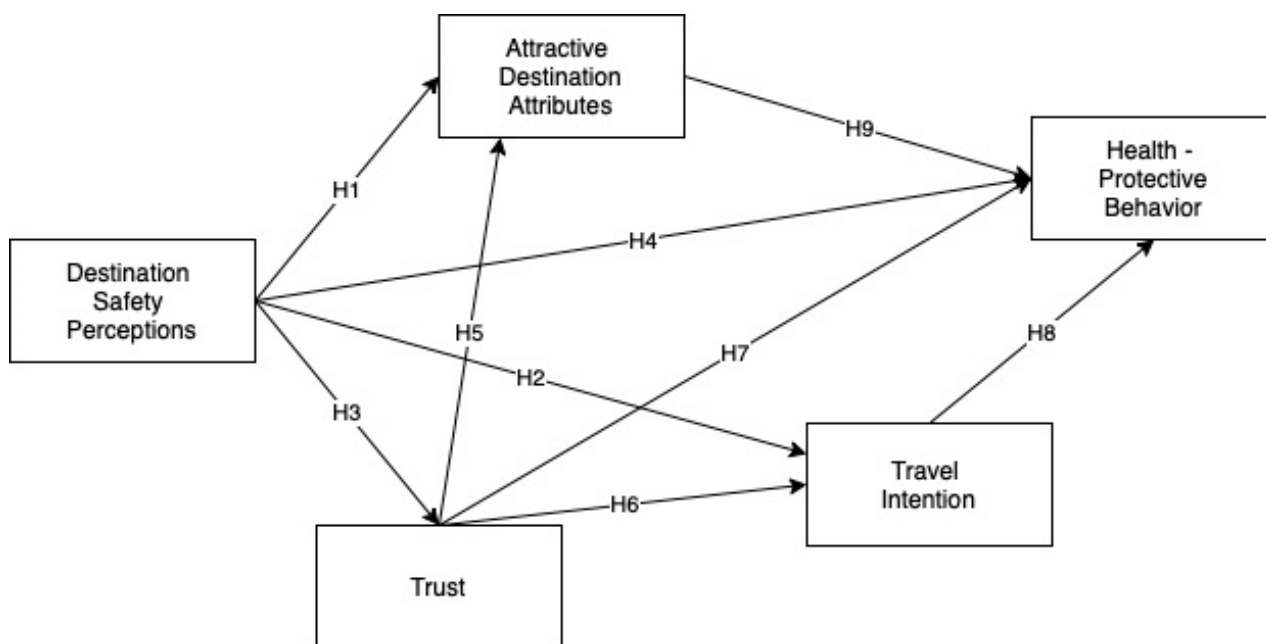 Attractive
Destination
Attributes
H9
Health -
Protective
Behavior
H1
H4
Destination
Safety
Perceptions
H5
H7
H8
H2
H3
Travel
Intention
H6
Trust